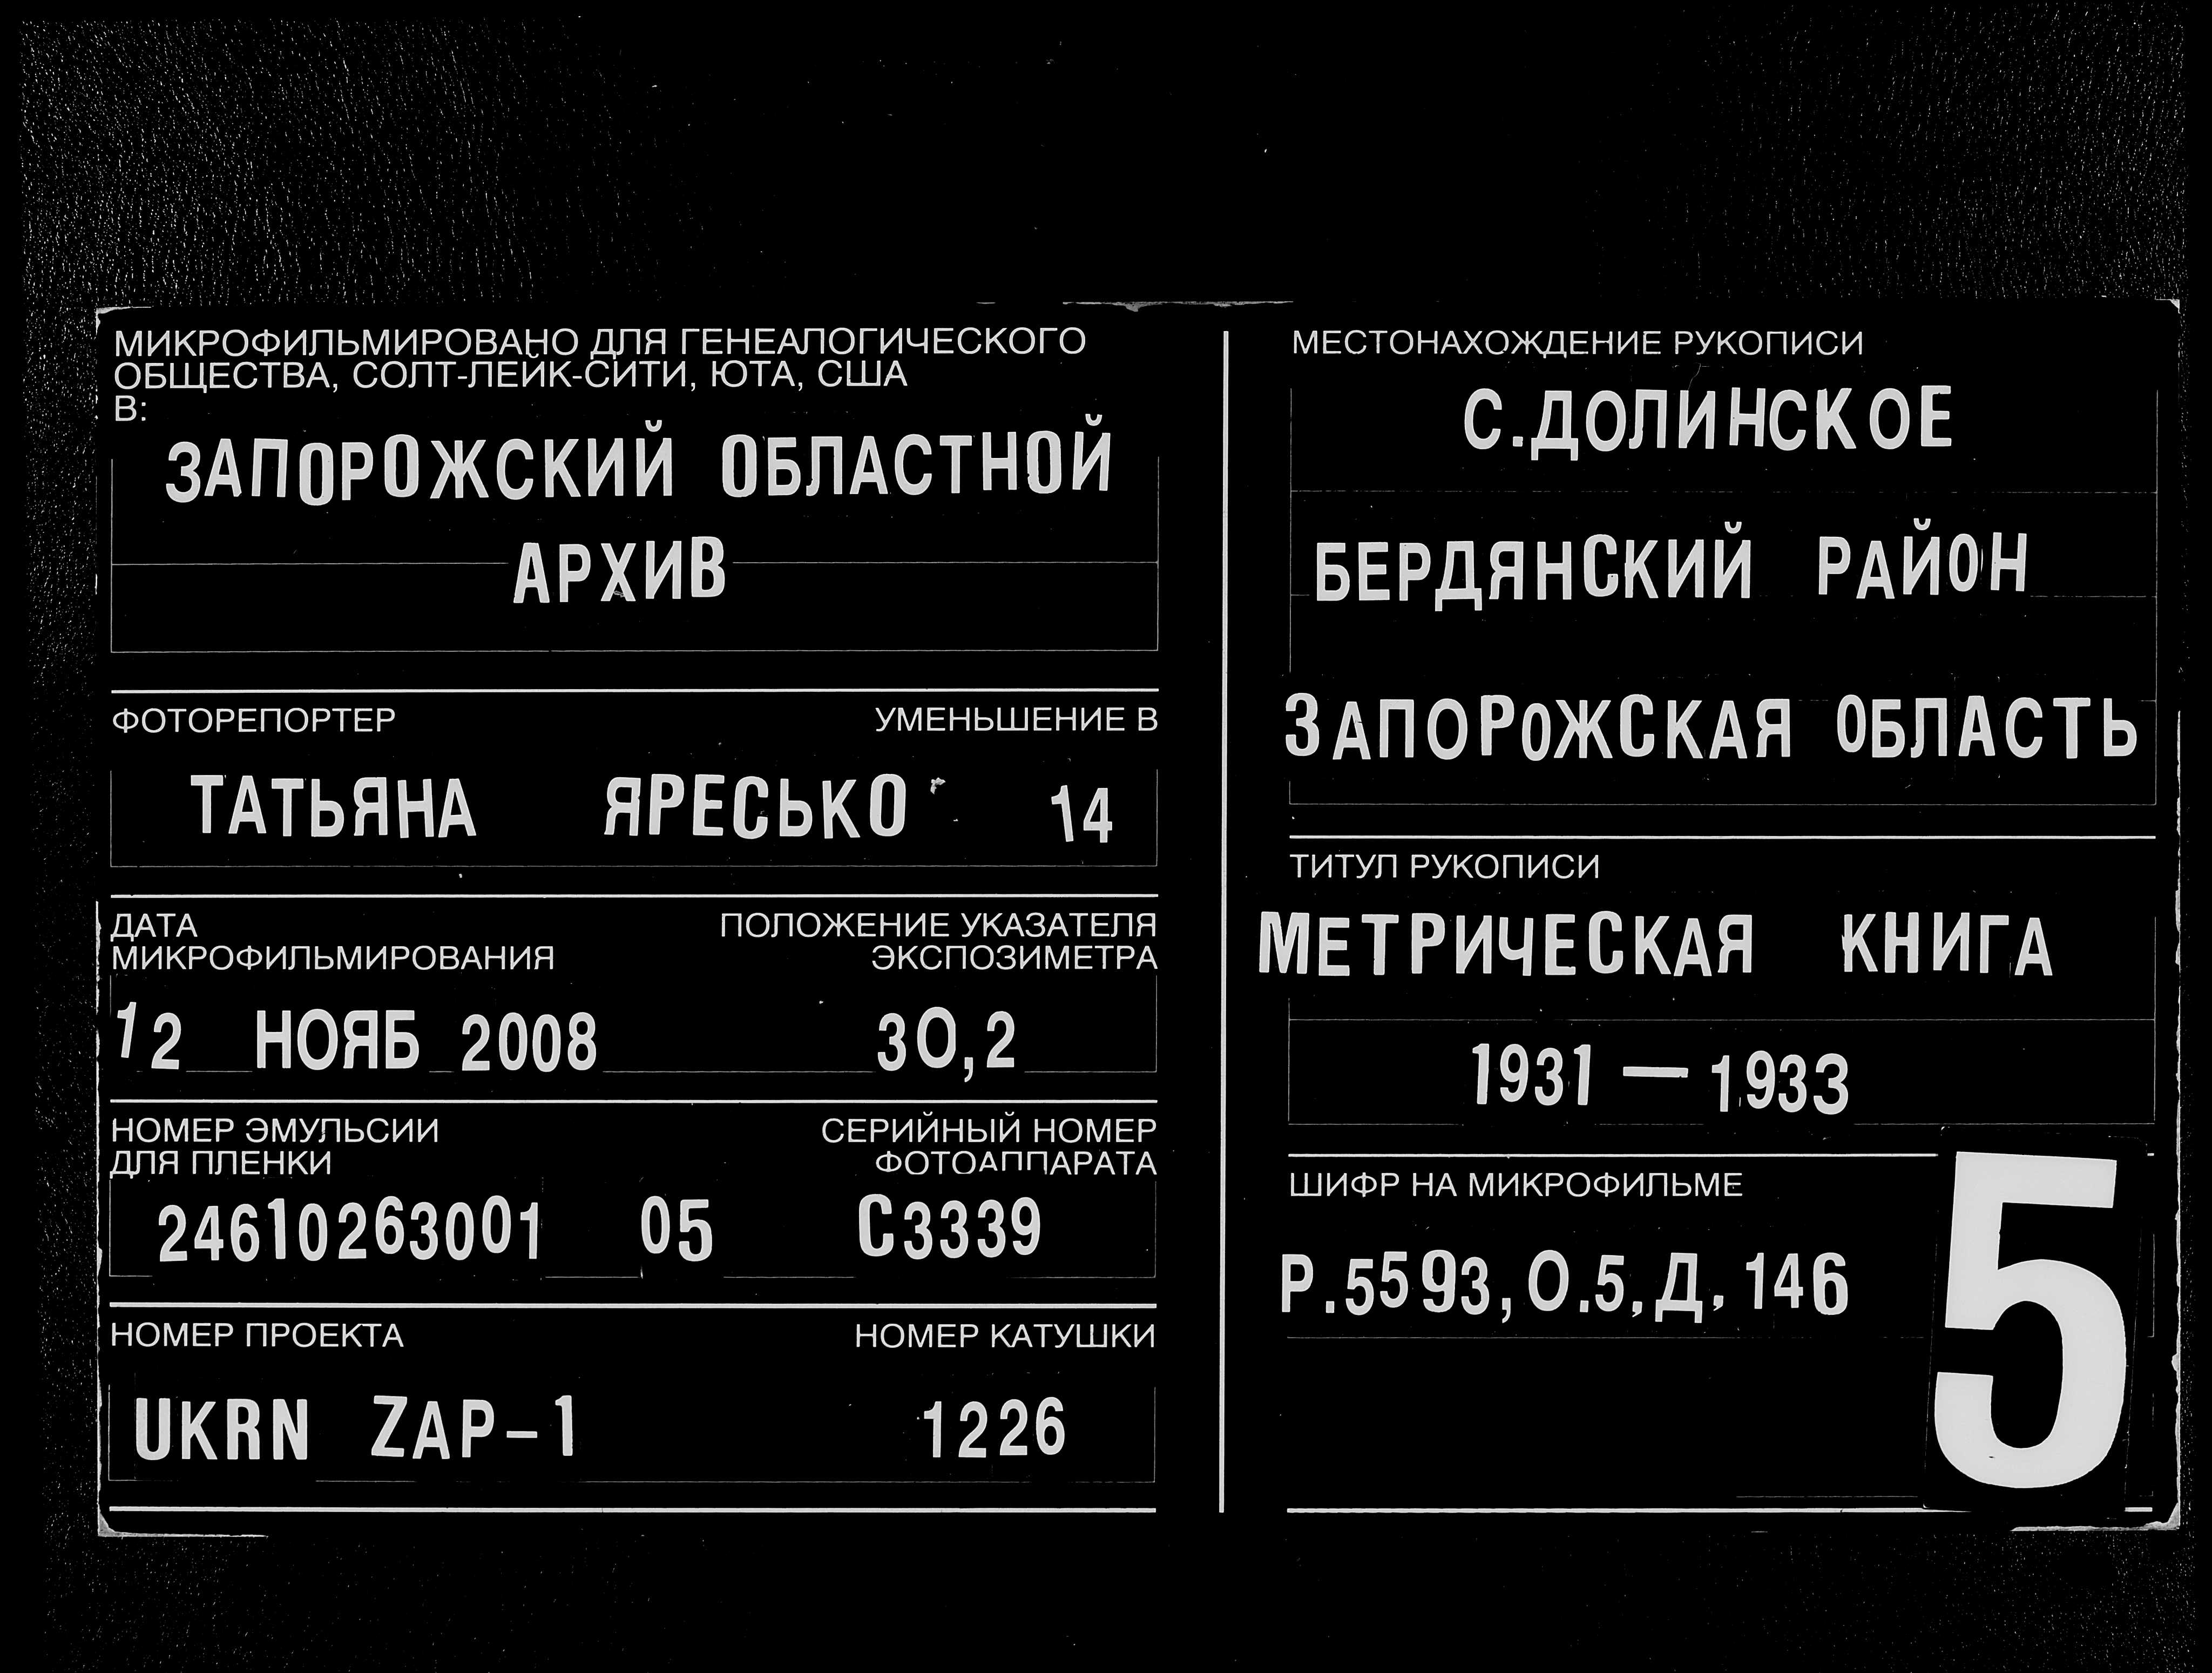 МИКРОФИЛЬМИРОВАНО ДЛЯ ГЕНЕАЛОГИЧЕСКОГО
ОБЩЕСТВА, СОЛТ-ЛЕЙК-СИТИ, ЮТА, США
В:
ЗАПОРОЖСКИЙ ОБЛАСТНОЙ
АРХИВ
ФОТОРЕПОРТЕР УМЕНЬШЕНИЕ В
ТАТЬЯНА ЯРЕСЬКО 14
ДАТА
МИКРОФИЛЬМИРОВАНИЯ
ПОЛОЖЕНИЕ УКАЗАТЕЛЯ
ЭКСПОЗИМЕТРА
12 НОЯБ 2008 30,2
НОМЕР ЭМУЛЬСИИ
ДЛЯ ПЛЕНКИ
СЕРИЙНЫЙ НОМЕР
ФОТОАППАРАТА
24610263001 05 С3339
НОМЕР ПРОЕКТА НОМЕР КАТУШКИ
UKRN ZAP-1 1226
МЕСТОНАХОЖДЕНИЕ РУКОПИСИ
С.ДОЛИНСКОЕ
БЕРДЯНСКИЙ РАЙОН
ЗАПОРОЖСКАЯ ОБЛАСТЬ
ТИТУЛ РУКОПИСИ
МЕТРИЧЕСКАЯ КНИГА
1931 — 1933
ШИФР НА МИКРОФИЛЬМЕ
Р.5593, О.5, Д. 146
5